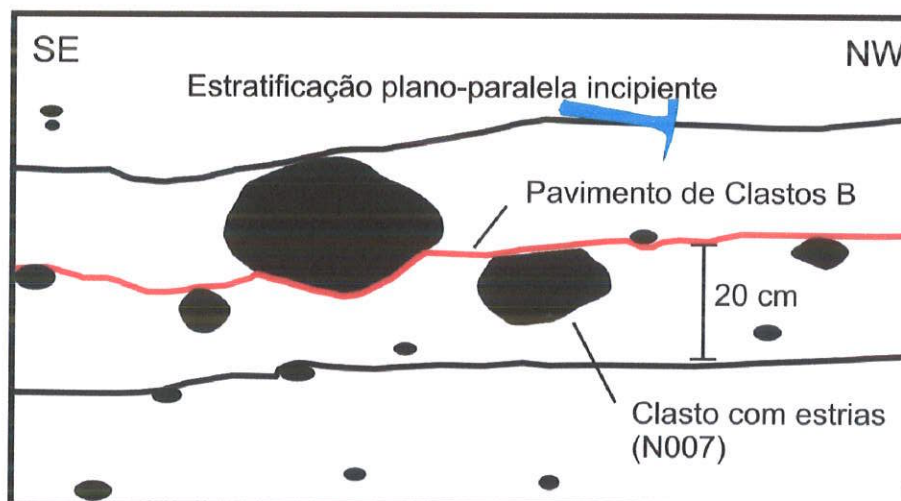 SE
NW
Estratificação plano-paralela incipiente
Pavimento de Clastos B
20 cm
Clasto com estrias
(N007)